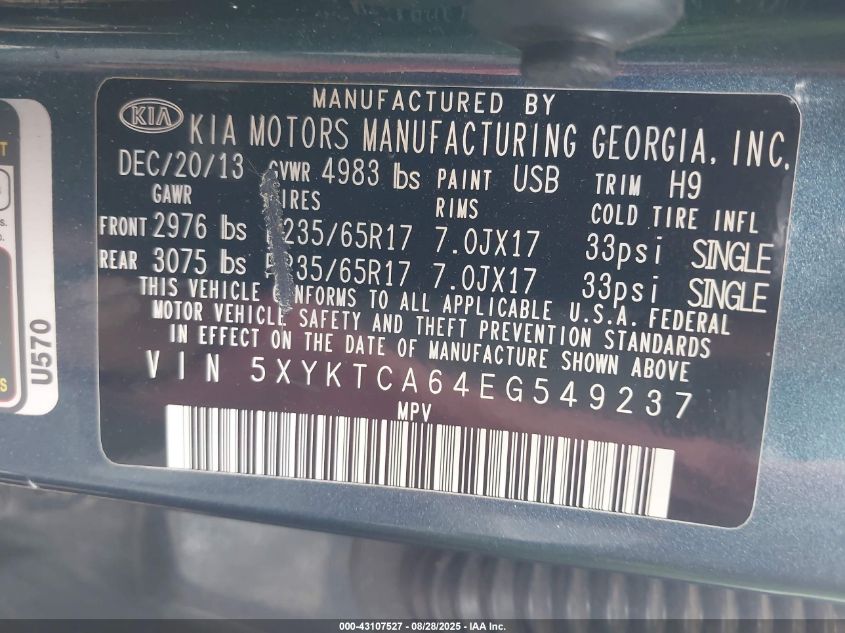 MANUFACTURED BY
KIA KIA MOTORS MANUFACTURING GEORGIA, INC.
DEC/20/13 GVWR 4983 lbs PAINT USB TRIM H9
GAWR TIRES RIMS COLD TIRE INFL
FRONT 2976 lbs 235/65R17 7.0JX17 33psi SINGLE
REAR 3075 lbs 235/65R17 7.0JX17 33psi SINGLE
THIS VEHICLE CONFORMS TO ALL APPLICABLE U.S.A. FEDERAL
MOTOR VEHICLE SAFETY AND THEFT PREVENTION STANDARDS
IN EFFECT ON THE DATE OF MANUFACTURE SHOWN ABOVE
VIN 5XYKTCA64EG549237
MPV
U570
000-43107527 - 08/28/2025 - IAA Inc.